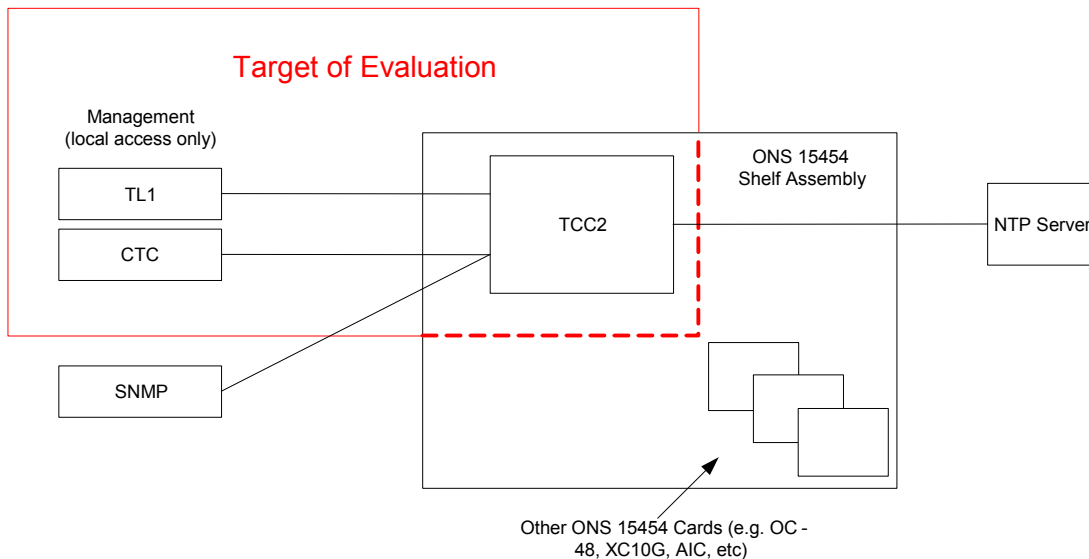 Target of Evaluation
Management
(local access only)
TL1
CTC
SNMP
TCC2
ONS 15454
Shelf Assembly
NTP Server
Other ONS 15454 Cards (e.g. OC -
48, XC10G, AIC, etc)